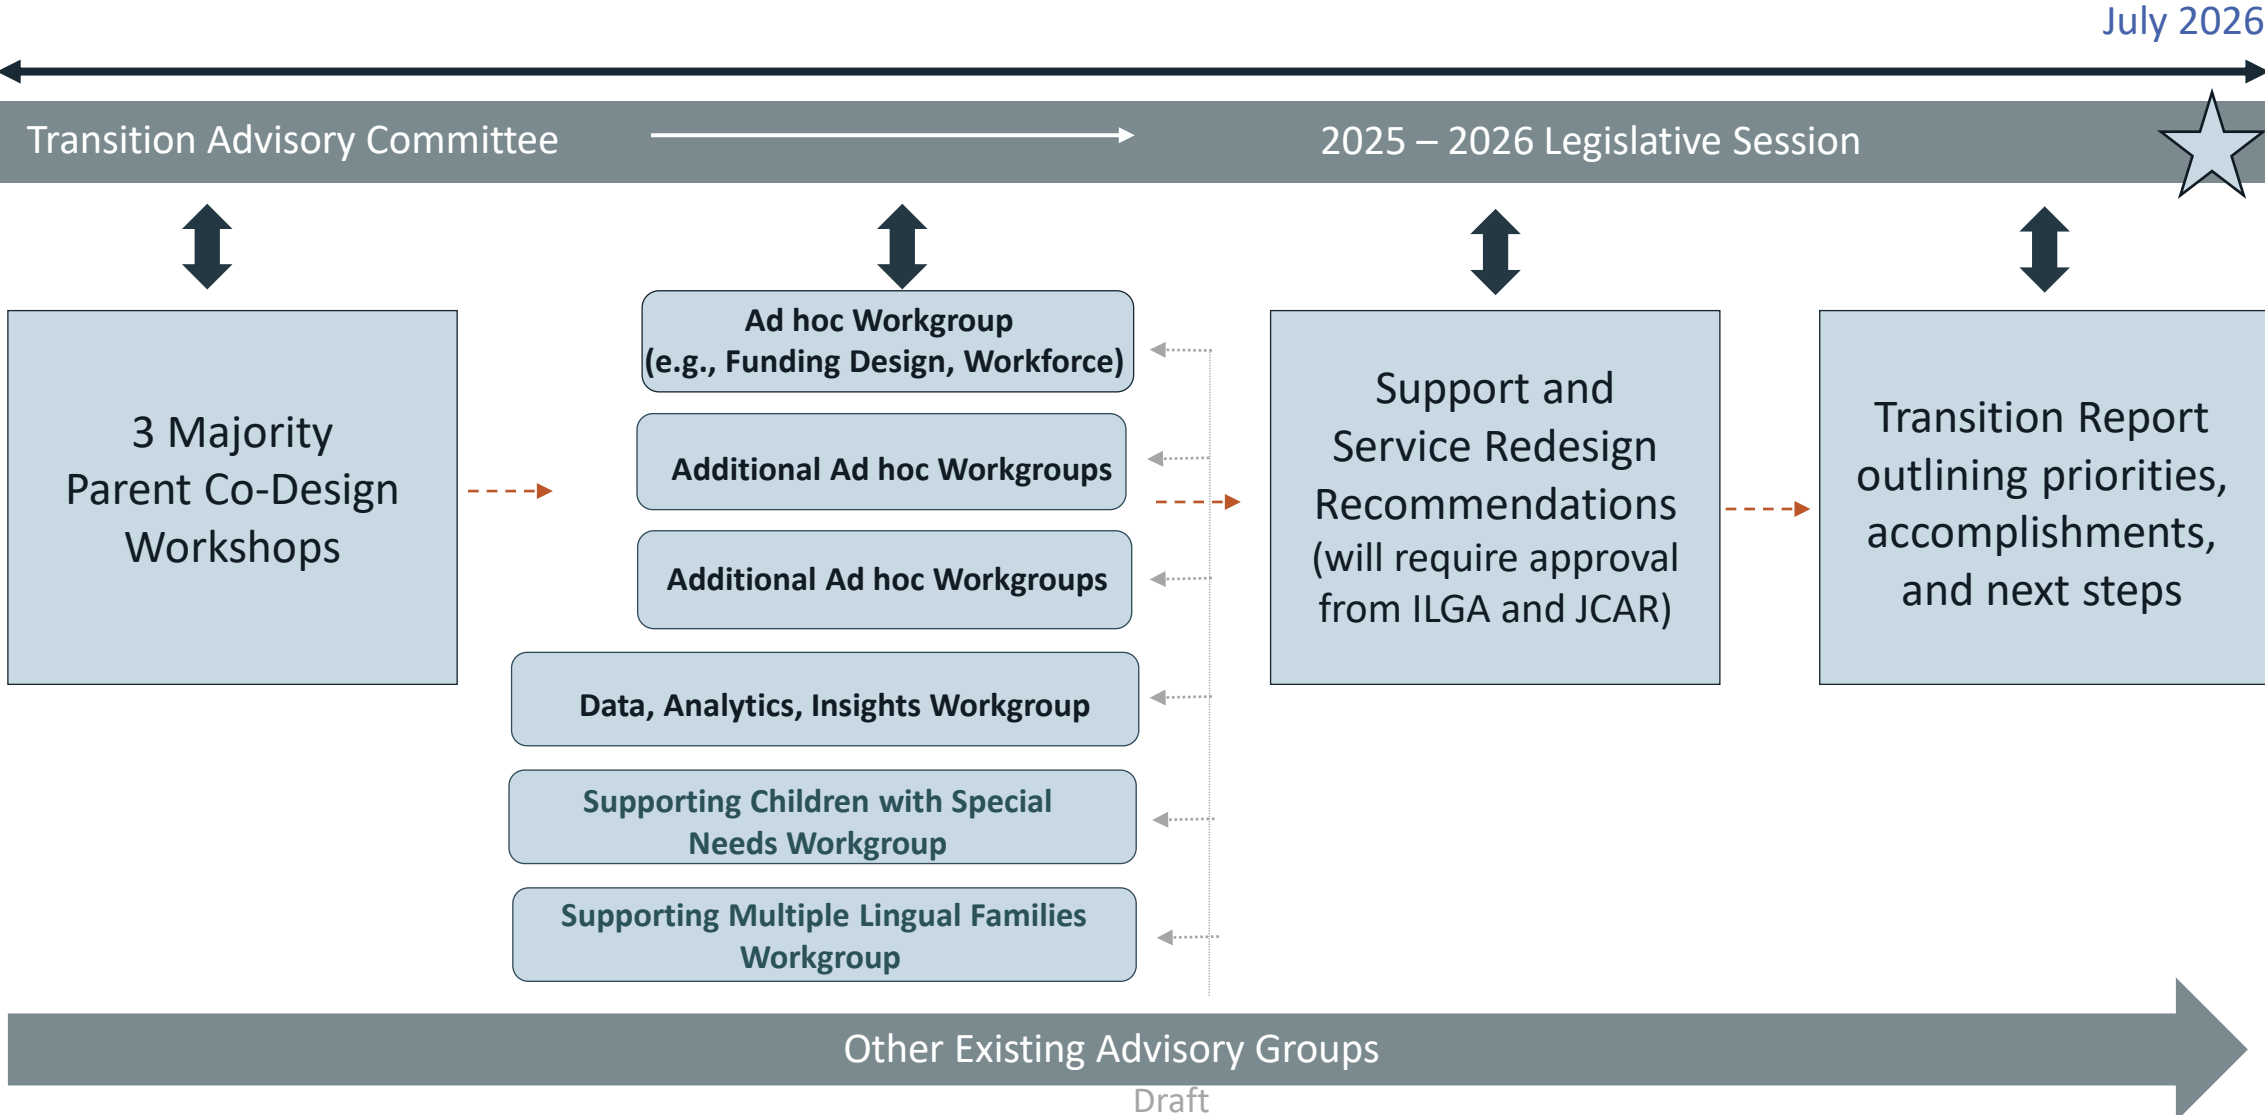 July 2026
Transition Advisory Committee
2025 – 2026 Legislative Session
3 Majority
Parent Co-Design
Workshops
Ad hoc Workgroup
(e.g., Funding Design, Workforce)
Additional Ad hoc Workgroups
Additional Ad hoc Workgroups
Data, Analytics, Insights Workgroup
Supporting Children with Special
Needs Workgroup
Supporting Multiple Lingual Families
Workgroup
Support and
Service Redesign
Recommendations
(will require approval
from ILGA and JCAR)
Transition Report
outlining priorities,
accomplishments,
and next steps
Other Existing Advisory Groups
Draft